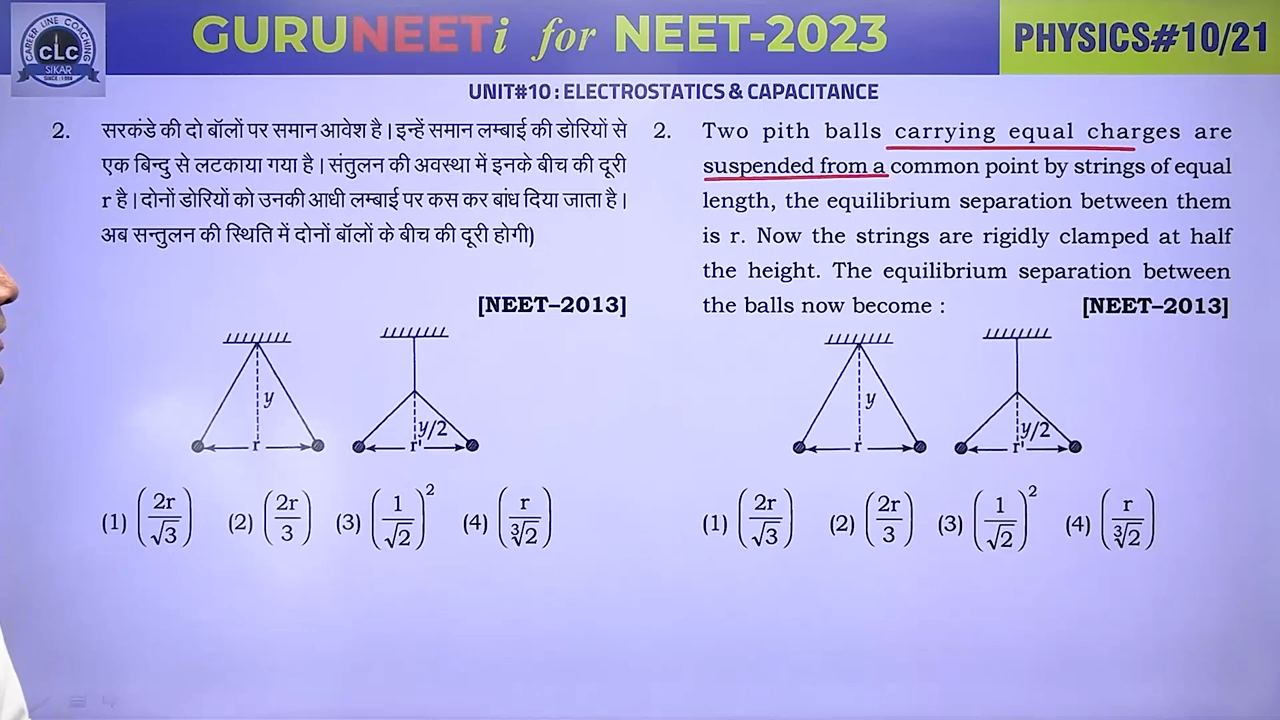 CAREER LINE COACHING
CLC
SIKAR
SINCE : 1996
GURUNEETi for NEET-2023
PHYSICS#10/21
UNIT#10 : ELECTROSTATICS & CAPACITANCE
2. सरकंडे की दो बॉलों पर समान आवेश है। इन्हें समान लम्बाई की डोरियों से
एक बिन्दु से लटकाया गया है। संतुलन की अवस्था में इनके बीच की दूरी
r है। दोनों डोरियों को उनकी आधी लम्बाई पर कस कर बांध दिया जाता है।
अब सन्तुलन की स्थिति में दोनों बॉलों के बीच की दूरी होगी)
[NEET–2013]
y
r
y/2
r'
(1) (2r/√3) (2) (2r/3) (3) (1/√2)² (4) (r/∛2)
2. Two pith balls carrying equal charges are
suspended from a common point by strings of equal
length, the equilibrium separation between them
is r. Now the strings are rigidly clamped at half
the height. The equilibrium separation between
the balls now become : [NEET–2013]
y
r
y/2
r'
(1) (2r/√3) (2) (2r/3) (3) (1/√2)² (4) (r/∛2)